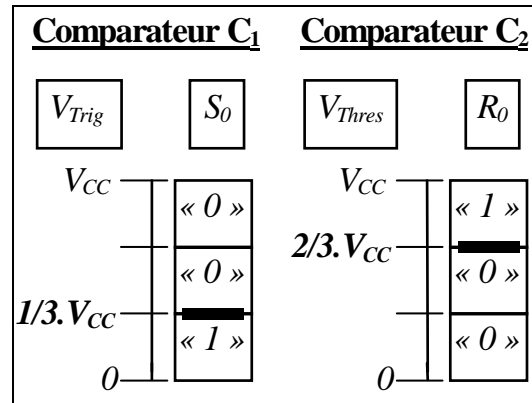 Comparateur C1 Comparateur C2
VTrig S0 VThres R0
VCC VCC
« 0 » « 1 »
2/3.VCC
« 0 » « 0 »
1/3.VCC
« 1 » « 0 »
0 0